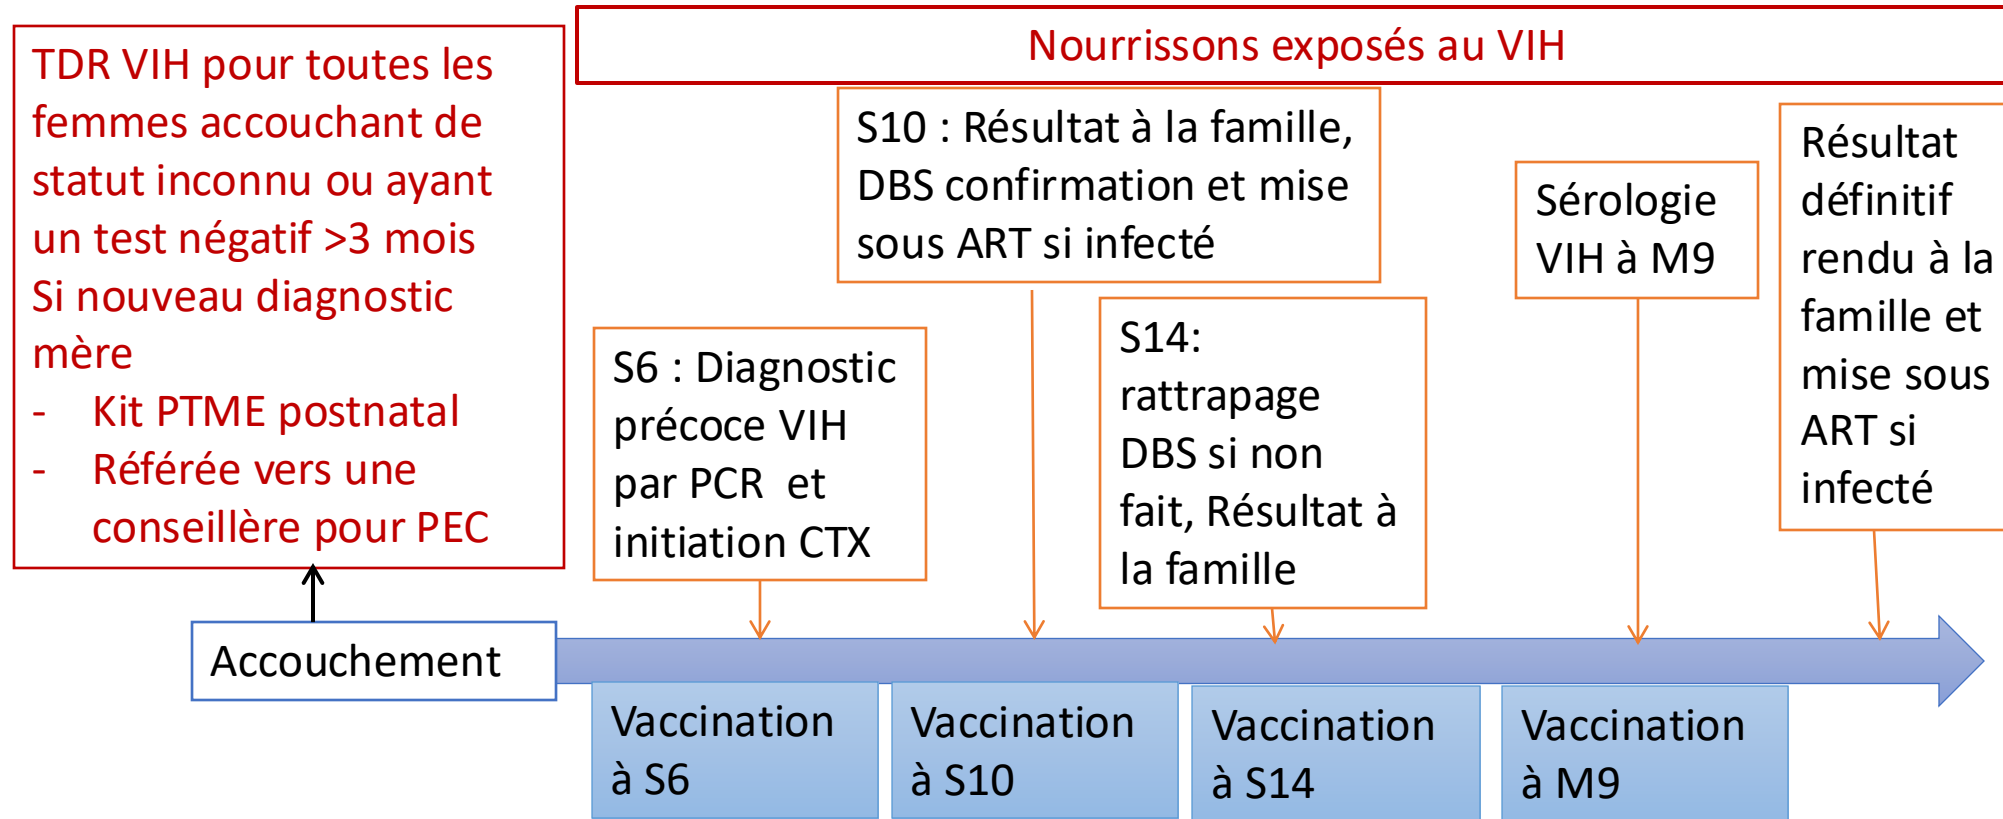 TDR VIH pour toutes les
femmes accouchant de
statut inconnu ou ayant
un test négatif >3 mois
Si nouveau diagnostic
mère
- Kit PTME postnatal
- Référée vers une
conseillère pour PEC
Nourrissons exposés au VIH
S10 : Résultat à la famille,
DBS confirmation et mise
sous ART si infecté
Résultat
définitif
rendu à la
famille et
mise sous
ART si
infecté
Sérologie
VIH à M9
S6 : Diagnostic
précoce VIH
par PCR et
initiation CTX
S14:
rattrapage
DBS si non
fait, Résultat à
la famille
Accouchement
Vaccination
à S6
Vaccination
à S10
Vaccination
à S14
Vaccination
à M9